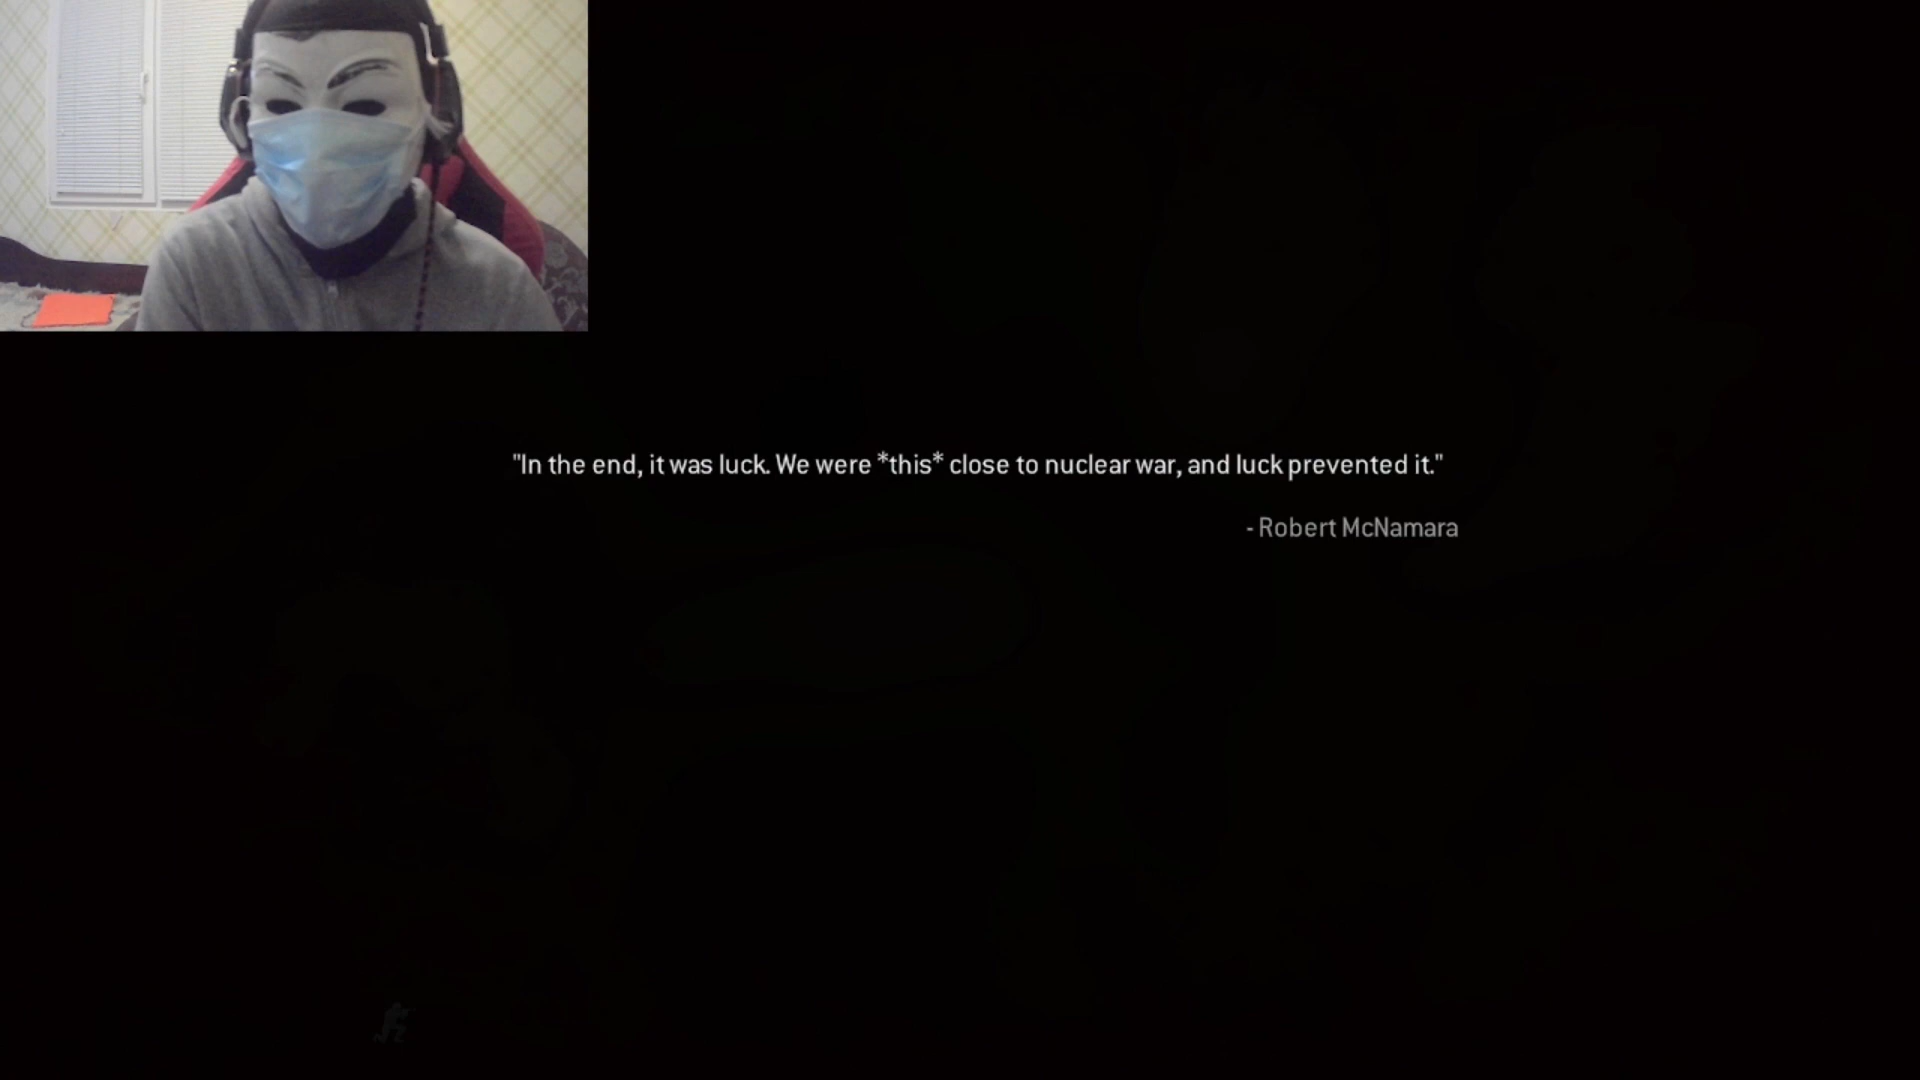 "In the end, it was luck. We were *this* close to nuclear war, and luck prevented it."
- Robert McNamara